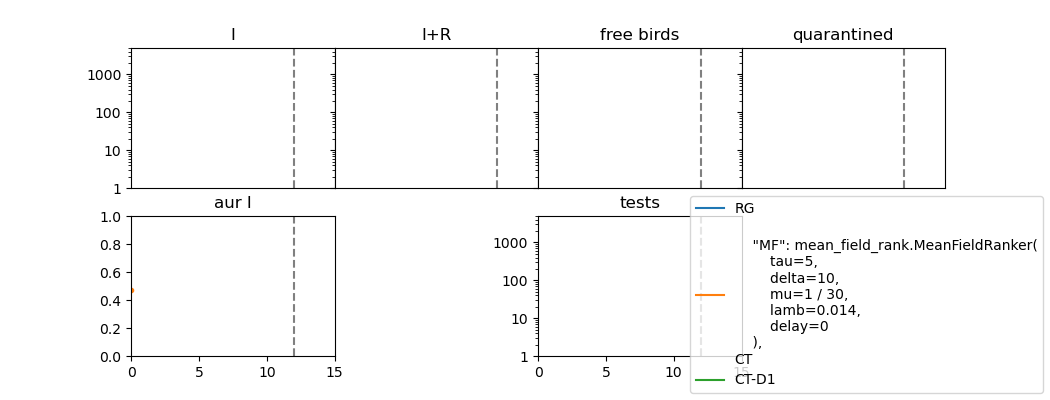 I I+R free birds quarantined
1000
100
10
1
aur I tests
1.0
0.8
0.6
0.4
0.2
0.0
0 5 10 15
1000
100
10
1
0 5 10 15
RG
"MF": mean_field_rank.MeanFieldRanker(
tau=5,
delta=10,
mu=1 / 30,
lamb=0.014,
delay=0
),
CT
CT-D1